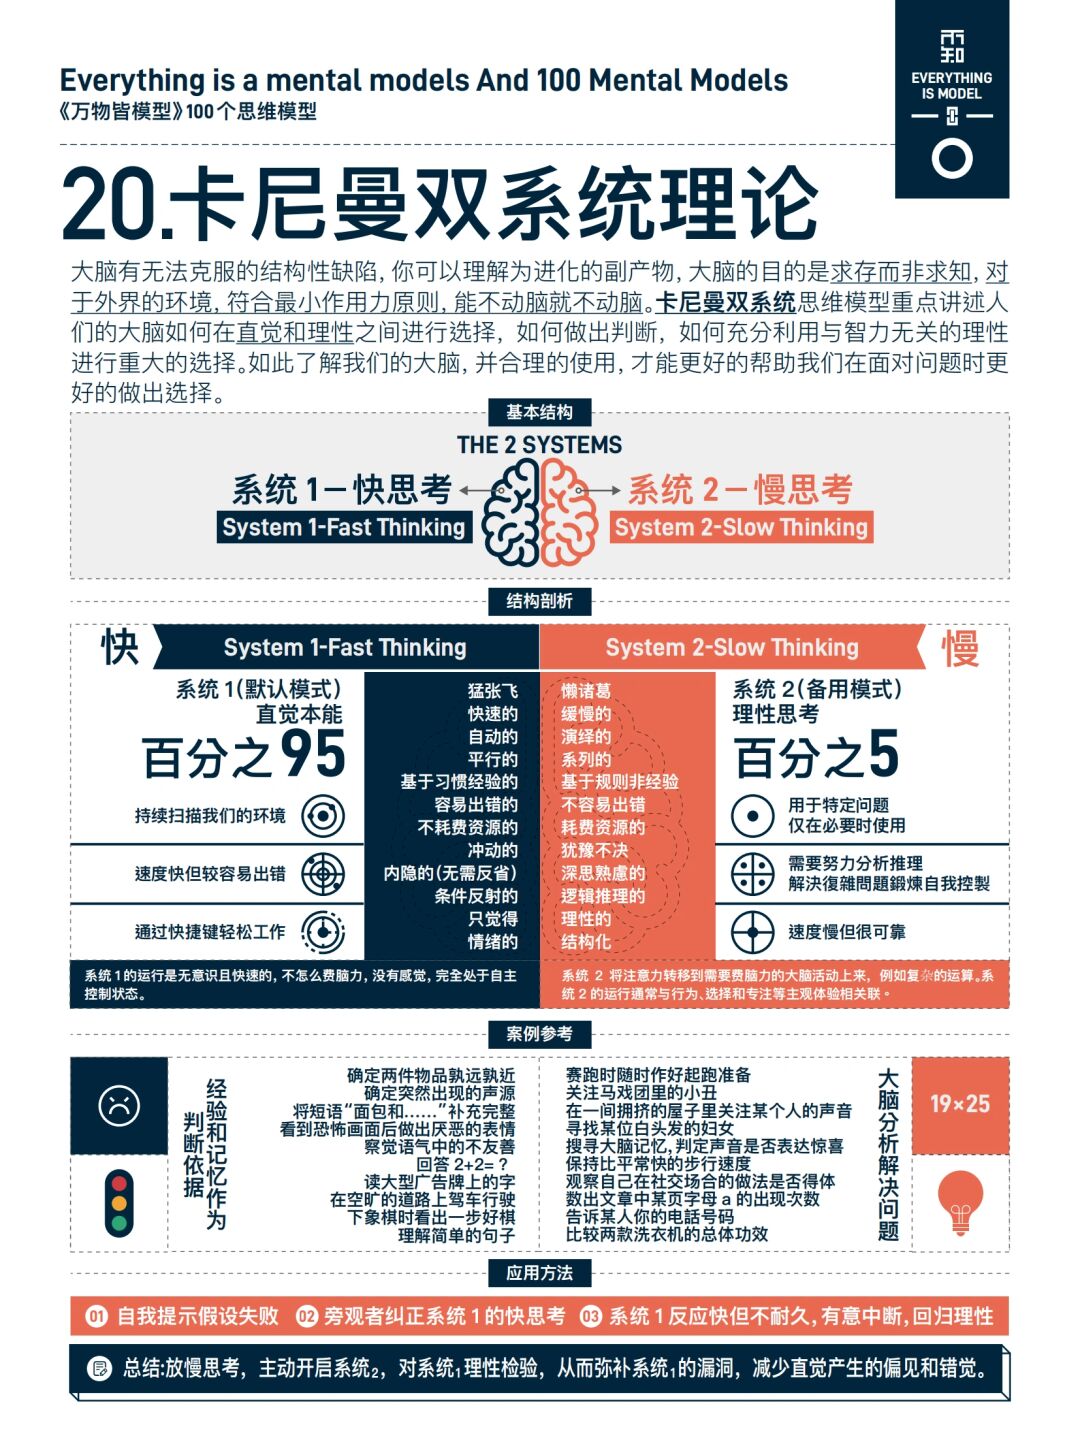 Everything is a mental models And 100 Mental Models
《万物皆模型》100个思维模型
雨知
EVERYTHING
IS MODEL
20.卡尼曼双系统理论
大脑有无法克服的结构性缺陷，你可以理解为进化的副产物，大脑的目的是求存而非求知，对
于外界的环境，符合最小作用力原则，能不动脑就不动脑。卡尼曼双系统思维模型重点讲述人
们的大脑如何在直觉和理性之间进行选择，如何做出判断，如何充分利用与智力无关的理性
进行重大的选择。如此了解我们的大脑，并合理的使用，才能更好的帮助我们在面对问题时更
好的做出选择。
基本结构
THE 2 SYSTEMS
系统 1－快思考
系统 2－慢思考
System 1-Fast Thinking
System 2-Slow Thinking
结构剖析
快
System 1-Fast Thinking
System 2-Slow Thinking
慢
系统 1（默认模式）
直觉本能
百分之95
持续扫描我们的环境
速度快但较容易出错
通过快捷键轻松工作
猛张飞
快速的
自动的
平行的
基于习惯经验的
容易出错的
不耗费资源的
冲动的
内隐的（无需反省）
条件反射的
只觉得
情绪的
懒诸葛
缓慢的
演绎的
系列的
基于规则非经验
不容易出错
耗费资源的
犹豫不决
深思熟慮的
逻辑推理的
理性的
结构化
系统 2（备用模式）
理性思考
百分之5
用于特定问题
仅在必要时使用
需要努力分析推理
解决復雜問題鍛煉自我控製
速度慢但很可靠
系统 1 的运行是无意识且快速的，不怎么费脑力，没有感觉，完全处于自主
控制状态。
系统 2 将注意力转移到需要费脑力的大脑活动上来，例如复杂的运算。系
统 2 的运行通常与行为、选择和专注等主观体验相关联。
案例参考
经验和记忆作为
判断依据
确定两件物品孰远孰近
确定突然出现的声源
将短语“面包和……”补充完整
看到恐怖画面后做出厌恶的表情
察觉语气中的不友善
回答 2+2=？
读大型广告牌上的字
在空旷的道路上驾车行驶
下象棋时看出一步好棋
理解简单的句子
赛跑时随时作好起跑准备
关注马戏团里的小丑
在一间拥挤的屋子里关注某个人的声音
寻找某位白头发的妇女
搜寻大脑记忆，判定声音是否表达惊喜
保持比平常快的步行速度
观察自己在社交场合的做法是否得体
数出文章中某页字母 a 的出现次数
告诉某人你的电話号码
比较两款洗衣机的总体功效
大脑分析解决问题
19×25
应用方法
01 自我提示假设失败 02 旁观者纠正系统 1 的快思考 03 系统 1 反应快但不耐久，有意中断，回归理性
总结:放慢思考，主动开启系统2，对系统1理性检验，从而弥补系统1的漏洞，减少直觉产生的偏见和错觉。